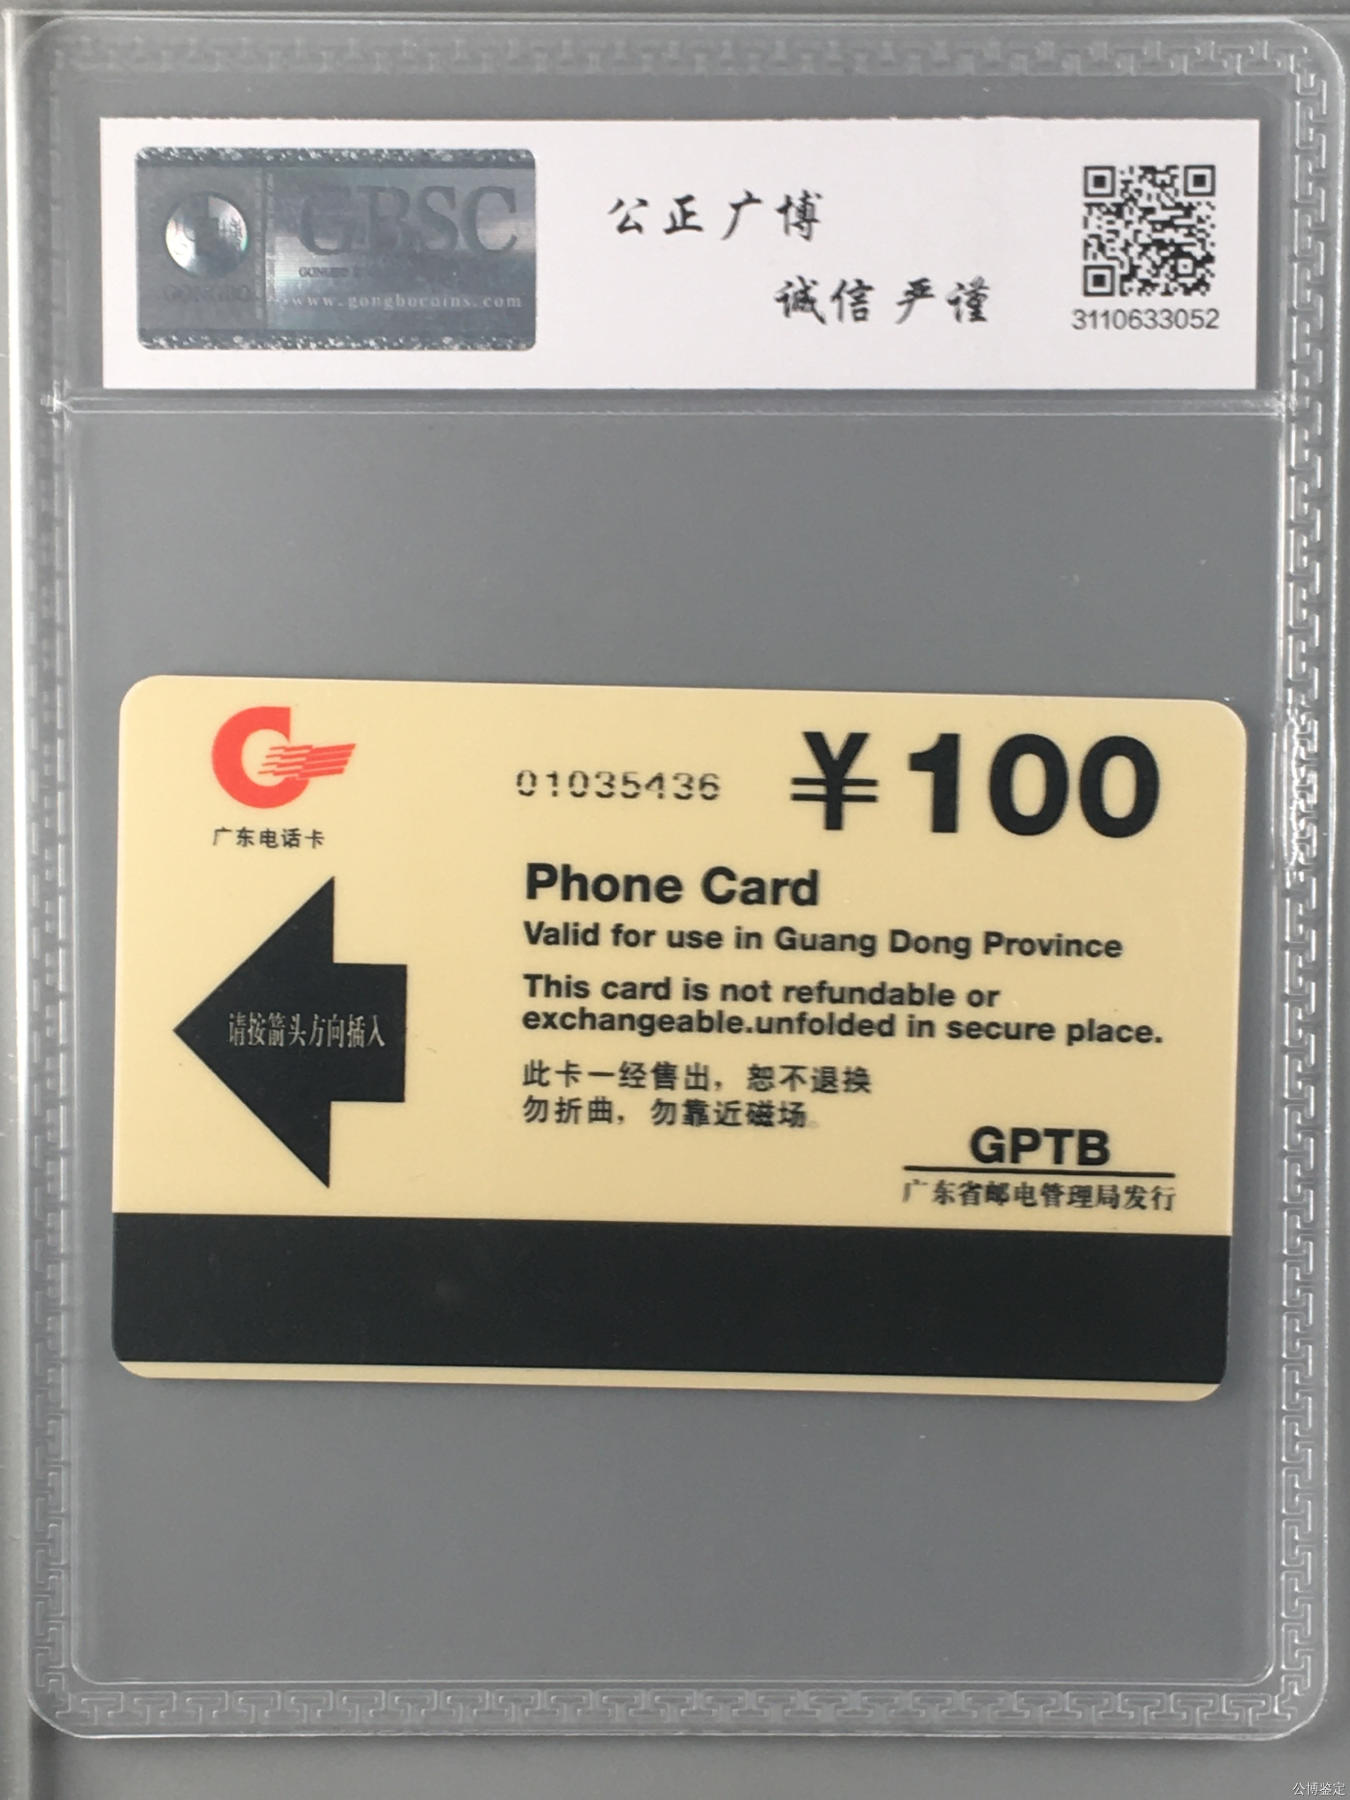 GBSC
www.gongbocoins.com
GONGBO
公正广博
诚信严谨
3110633052
广东电话卡
01035436
¥100
Phone Card
Valid for use in Guang Dong Province
This card is not refundable or
exchangeable.unfolded in secure place.
请按箭头方向插入
此卡一经售出，恕不退换
勿折曲，勿靠近磁场
GPTB
广东省邮电管理局发行
公博鉴定